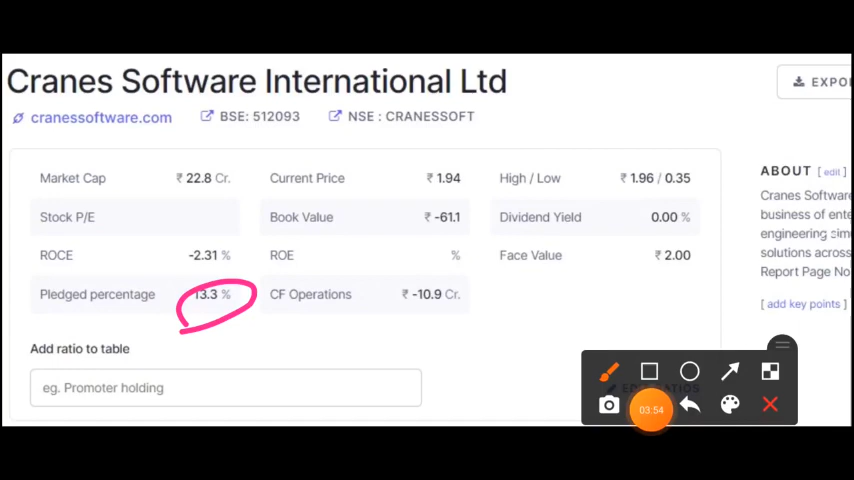 Cranes Software International Ltd
EXPO
cranessoftware.com BSE: 512093 NSE : CRANESSOFT
Market Cap ₹ 22.8 Cr. Current Price ₹ 1.94 High / Low ₹ 1.96 / 0.35
Stock P/E Book Value ₹ -61.1 Dividend Yield 0.00 %
ROCE -2.31 % ROE % Face Value ₹ 2.00
Pledged percentage 13.3 % CF Operations ₹ -10.9 Cr.
Add ratio to table
eg. Promoter holding
ABOUT [ edit ]
Cranes Software
business of ente
engineering sim
solutions across
Report Page No
[ add key points ]
03:54